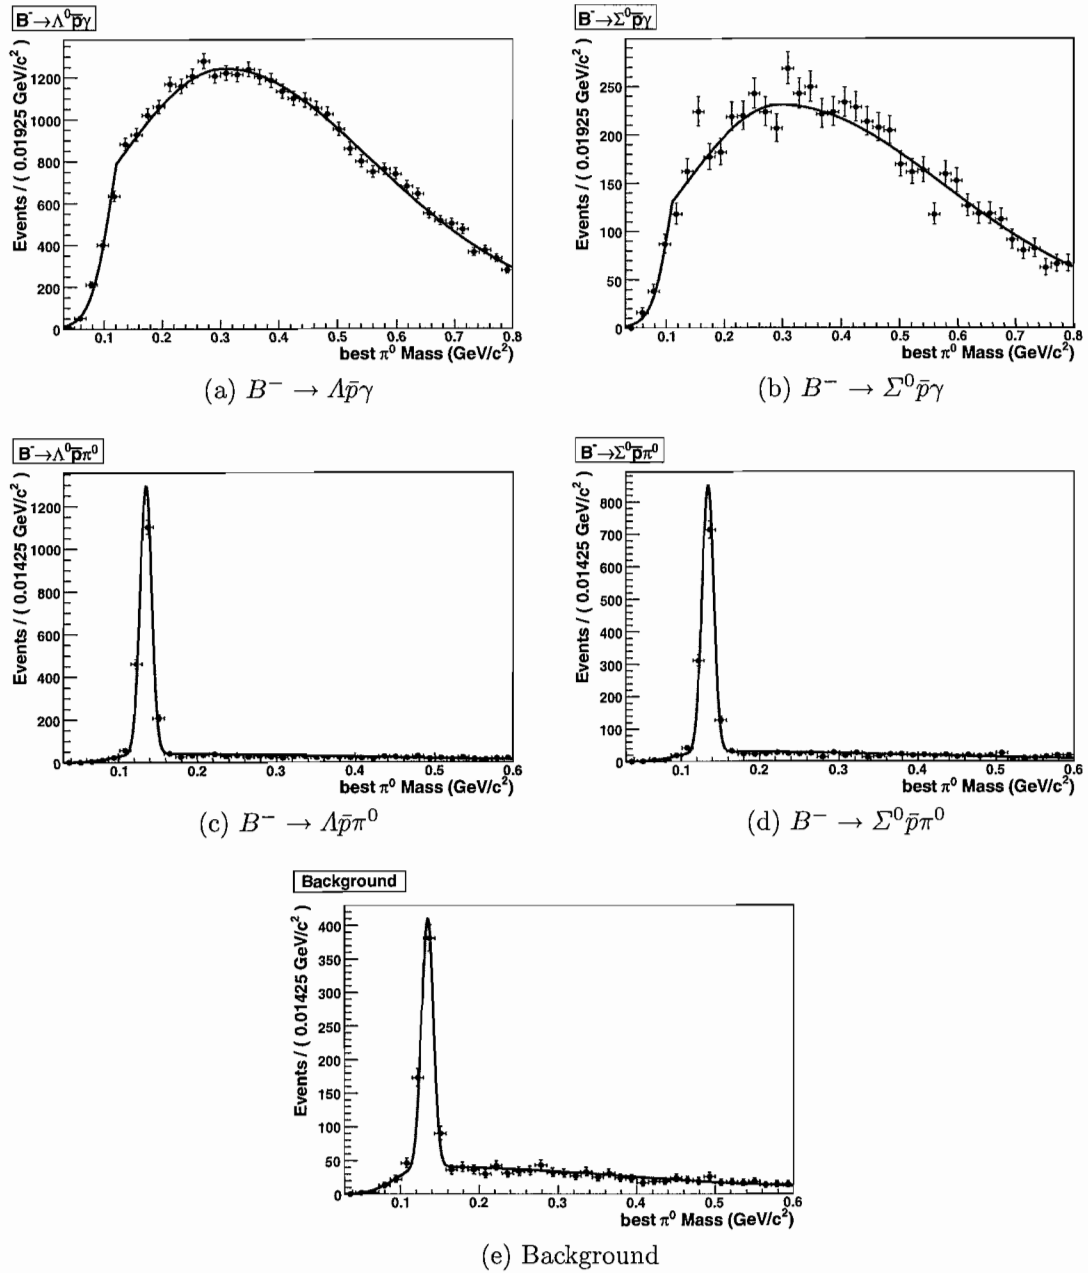 B⁻→Λ⁰p̄γ
Events / ( 0.01925 GeV/c² )
1200
1000
800
600
400
200
0
0.1 0.2 0.3 0.4 0.5 0.6 0.7 0.8
best π⁰ Mass (GeV/c²)
(a) B⁻ → Λp̄γ
B⁻→Σ⁰p̄γ
Events / ( 0.01925 GeV/c² )
250
200
150
100
50
0
0.1 0.2 0.3 0.4 0.5 0.6 0.7 0.8
best π⁰ Mass (GeV/c²)
(b) B⁻ → Σ⁰p̄γ
B⁻→Λ⁰p̄π⁰
Events / ( 0.01425 GeV/c² )
1200
1000
800
600
400
200
0
0.1 0.2 0.3 0.4 0.5 0.6
best π⁰ Mass (GeV/c²)
(c) B⁻ → Λp̄π⁰
B⁻→Σ⁰p̄π⁰
Events / ( 0.01425 GeV/c² )
800
700
600
500
400
300
200
100
0
0.1 0.2 0.3 0.4 0.5 0.6
best π⁰ Mass (GeV/c²)
(d) B⁻ → Σ⁰p̄π⁰
Background
Events / ( 0.01425 GeV/c² )
400
350
300
250
200
150
100
50
0
0.1 0.2 0.3 0.4 0.5 0.6
best π⁰ Mass (GeV/c²)
(e) Background